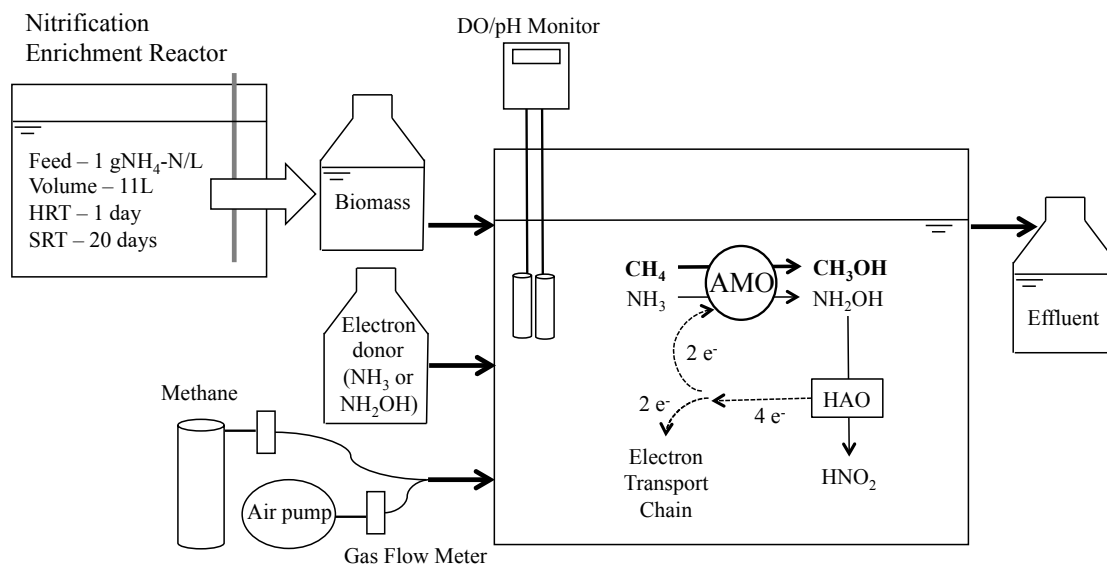 Nitrification
Enrichment Reactor
DO/pH Monitor
Feed – 1 gNH₄-N/L
Volume – 11L
HRT – 1 day
SRT – 20 days
Biomass
Electron
donor
(NH₃ or
NH₂OH)
Methane
Air pump
Gas Flow Meter
CH₄
AMO
CH₃OH
NH₃
NH₂OH
2 e⁻
2 e⁻
4 e⁻
HAO
Electron
Transport
Chain
HNO₂
Effluent